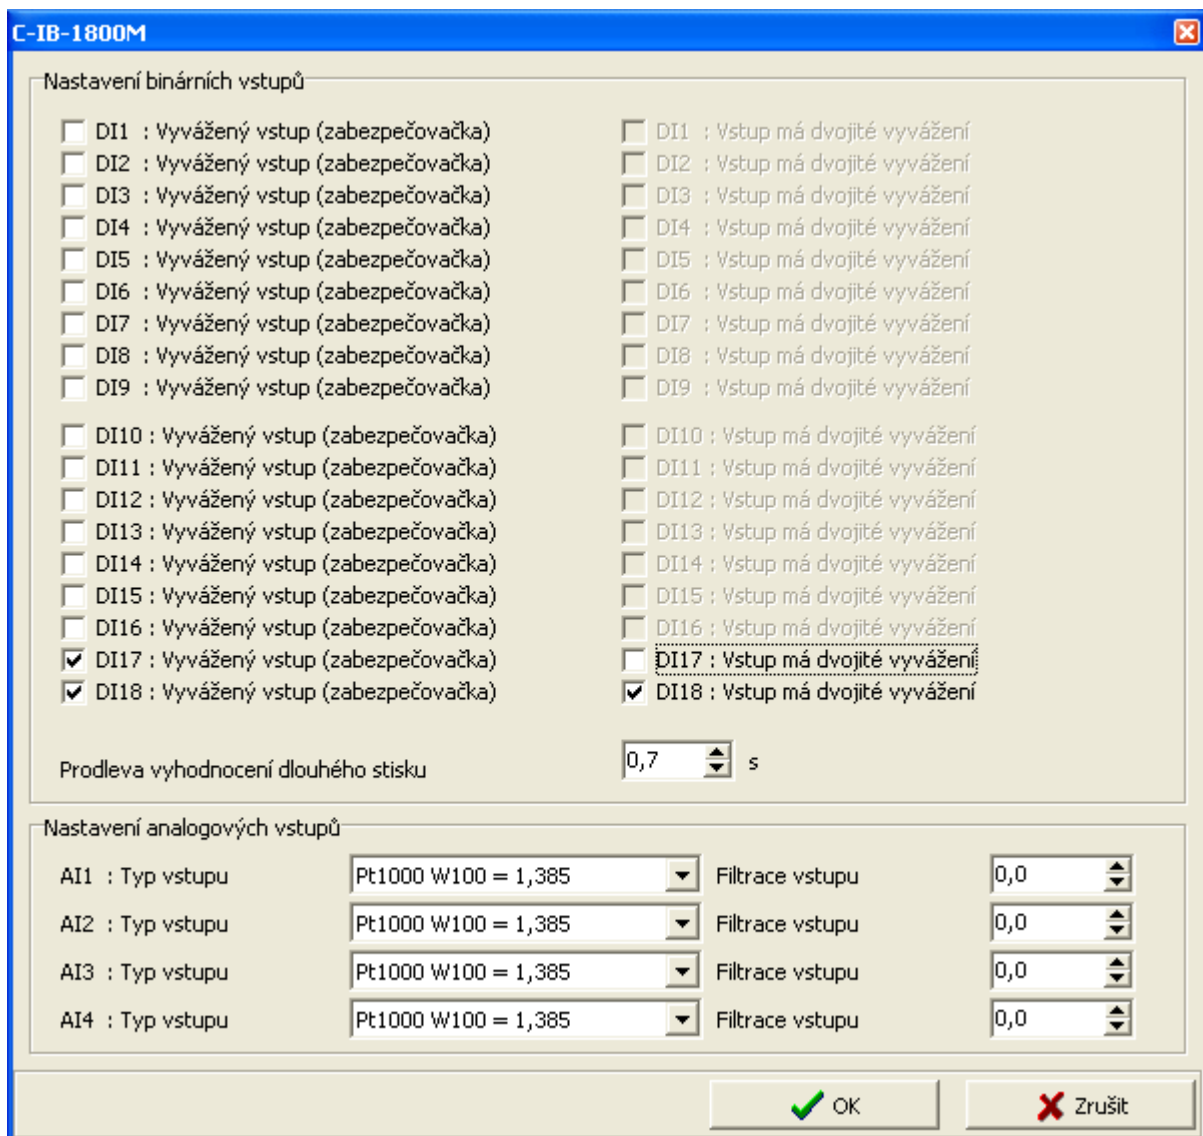 C-IB-1800M
Nastavení binárních vstupů
DI1 : Vyvážený vstup (zabezpečovačka) DI1 : Vstup má dvojité vyvážení
DI2 : Vyvážený vstup (zabezpečovačka) DI2 : Vstup má dvojité vyvážení
DI3 : Vyvážený vstup (zabezpečovačka) DI3 : Vstup má dvojité vyvážení
DI4 : Vyvážený vstup (zabezpečovačka) DI4 : Vstup má dvojité vyvážení
DI5 : Vyvážený vstup (zabezpečovačka) DI5 : Vstup má dvojité vyvážení
DI6 : Vyvážený vstup (zabezpečovačka) DI6 : Vstup má dvojité vyvážení
DI7 : Vyvážený vstup (zabezpečovačka) DI7 : Vstup má dvojité vyvážení
DI8 : Vyvážený vstup (zabezpečovačka) DI8 : Vstup má dvojité vyvážení
DI9 : Vyvážený vstup (zabezpečovačka) DI9 : Vstup má dvojité vyvážení
DI10 : Vyvážený vstup (zabezpečovačka) DI10 : Vstup má dvojité vyvážení
DI11 : Vyvážený vstup (zabezpečovačka) DI11 : Vstup má dvojité vyvážení
DI12 : Vyvážený vstup (zabezpečovačka) DI12 : Vstup má dvojité vyvážení
DI13 : Vyvážený vstup (zabezpečovačka) DI13 : Vstup má dvojité vyvážení
DI14 : Vyvážený vstup (zabezpečovačka) DI14 : Vstup má dvojité vyvážení
DI15 : Vyvážený vstup (zabezpečovačka) DI15 : Vstup má dvojité vyvážení
DI16 : Vyvážený vstup (zabezpečovačka) DI16 : Vstup má dvojité vyvážení
DI17 : Vyvážený vstup (zabezpečovačka) DI17 : Vstup má dvojité vyvážení
DI18 : Vyvážený vstup (zabezpečovačka) DI18 : Vstup má dvojité vyvážení
Prodleva vyhodnocení dlouhého stisku 0,7 s
Nastavení analogových vstupů
AI1 : Typ vstupu Pt1000 W100 = 1,385 Filtrace vstupu 0,0
AI2 : Typ vstupu Pt1000 W100 = 1,385 Filtrace vstupu 0,0
AI3 : Typ vstupu Pt1000 W100 = 1,385 Filtrace vstupu 0,0
AI4 : Typ vstupu Pt1000 W100 = 1,385 Filtrace vstupu 0,0
OK Zrušit